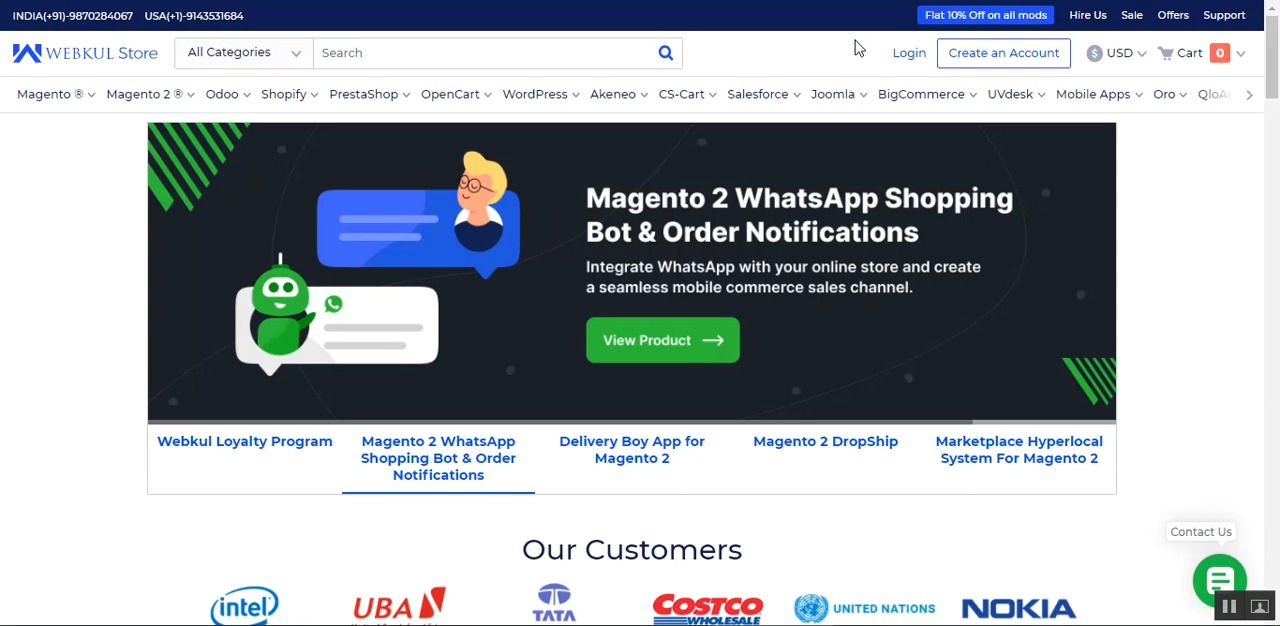 INDIA(+91)-9870284067 USA(+1)-9143531684
Flat 10% Off on all mods Hire Us Sale Offers Support
WEBKUL Store All Categories Search Login Create an Account $ USD Cart 0
Magento ® Magento 2 ® Odoo Shopify PrestaShop OpenCart WordPress Akeneo CS-Cart Salesforce Joomla BigCommerce UVdesk Mobile Apps Oro
Magento 2 WhatsApp Shopping
Bot & Order Notifications
Integrate WhatsApp with your online store and create
a seamless mobile commerce sales channel.
View Product
Webkul Loyalty Program
Magento 2 WhatsApp
Shopping Bot & Order
Notifications
Delivery Boy App for
Magento 2
Magento 2 DropShip
Marketplace Hyperlocal
System For Magento 2
Contact Us
Our Customers
intel UBA TATA COSTCO UNITED NATIONS NOKIA
WHOLESALE